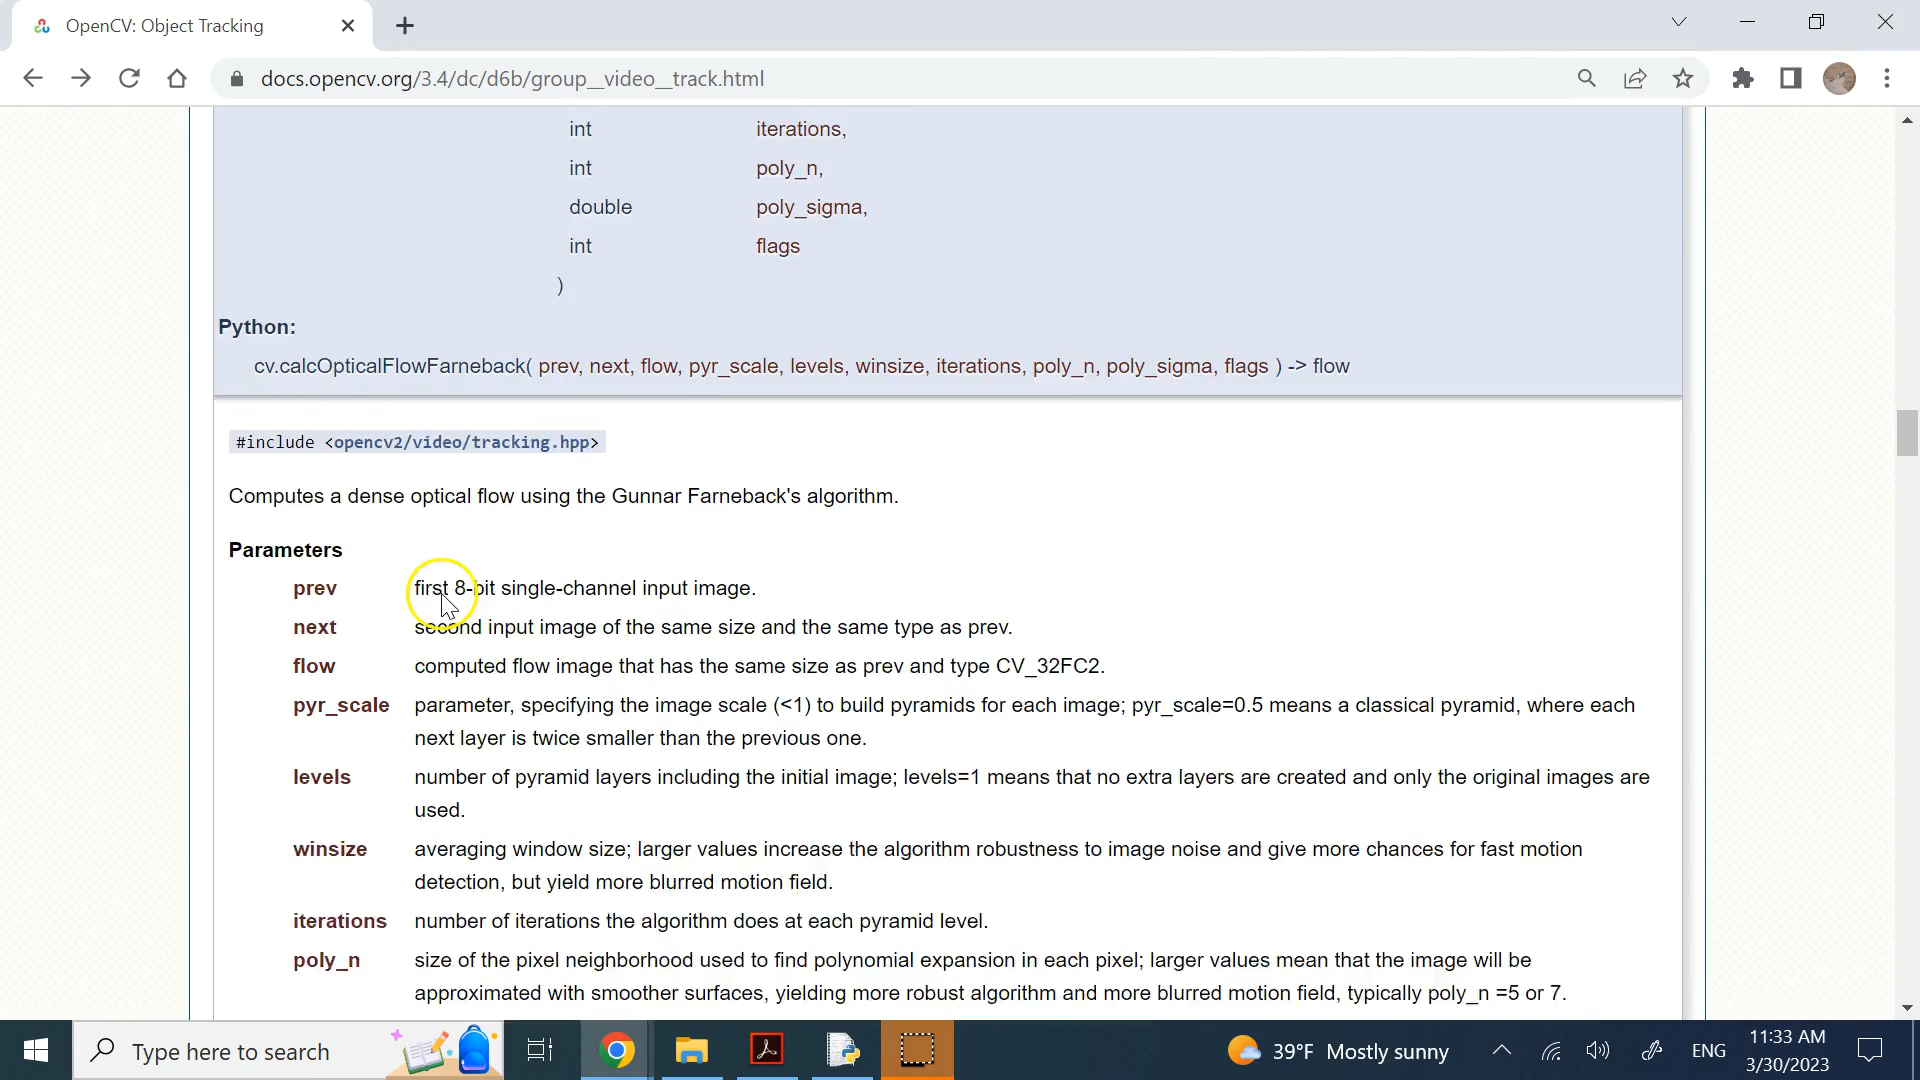 OpenCV: Object Tracking
docs.opencv.org/3.4/dc/d6b/group__video__track.html
int iterations,
int poly_n,
double poly_sigma,
int flags
)
Python:
cv.calcOpticalFlowFarneback( prev, next, flow, pyr_scale, levels, winsize, iterations, poly_n, poly_sigma, flags ) -> flow
#include <opencv2/video/tracking.hpp>
Computes a dense optical flow using the Gunnar Farneback's algorithm.
Parameters
prev first 8-bit single-channel input image.
next second input image of the same size and the same type as prev.
flow computed flow image that has the same size as prev and type CV_32FC2.
pyr_scale parameter, specifying the image scale (<1) to build pyramids for each image; pyr_scale=0.5 means a classical pyramid, where each
next layer is twice smaller than the previous one.
levels number of pyramid layers including the initial image; levels=1 means that no extra layers are created and only the original images are
used.
winsize averaging window size; larger values increase the algorithm robustness to image noise and give more chances for fast motion
detection, but yield more blurred motion field.
iterations number of iterations the algorithm does at each pyramid level.
poly_n size of the pixel neighborhood used to find polynomial expansion in each pixel; larger values mean that the image will be
approximated with smoother surfaces, yielding more robust algorithm and more blurred motion field, typically poly_n =5 or 7.
Type here to search
39°F Mostly sunny
ENG
11:33 AM
3/30/2023